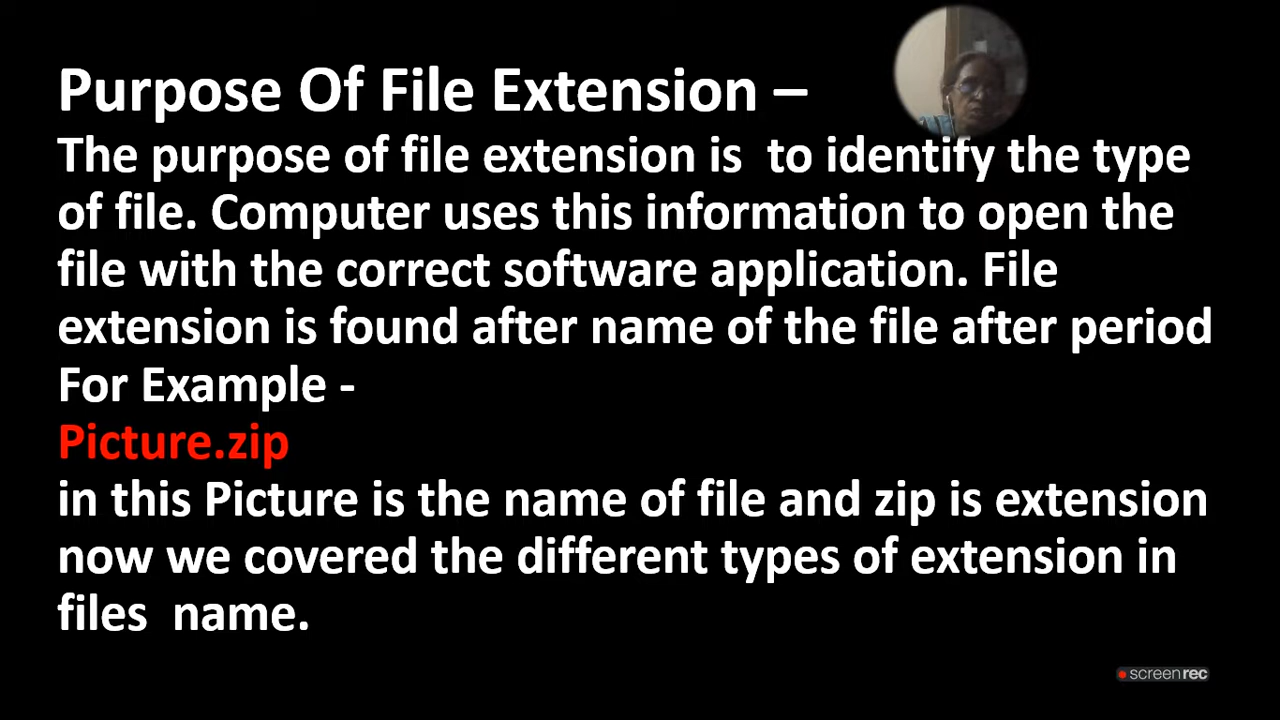 Purpose Of File Extension –
The purpose of file extension is  to identify the type
of file. Computer uses this information to open the
file with the correct software application. File
extension is found after name of the file after period
For Example -
Picture.zip
in this Picture is the name of file and zip is extension
now we covered the different types of extension in
files  name.
screenrec